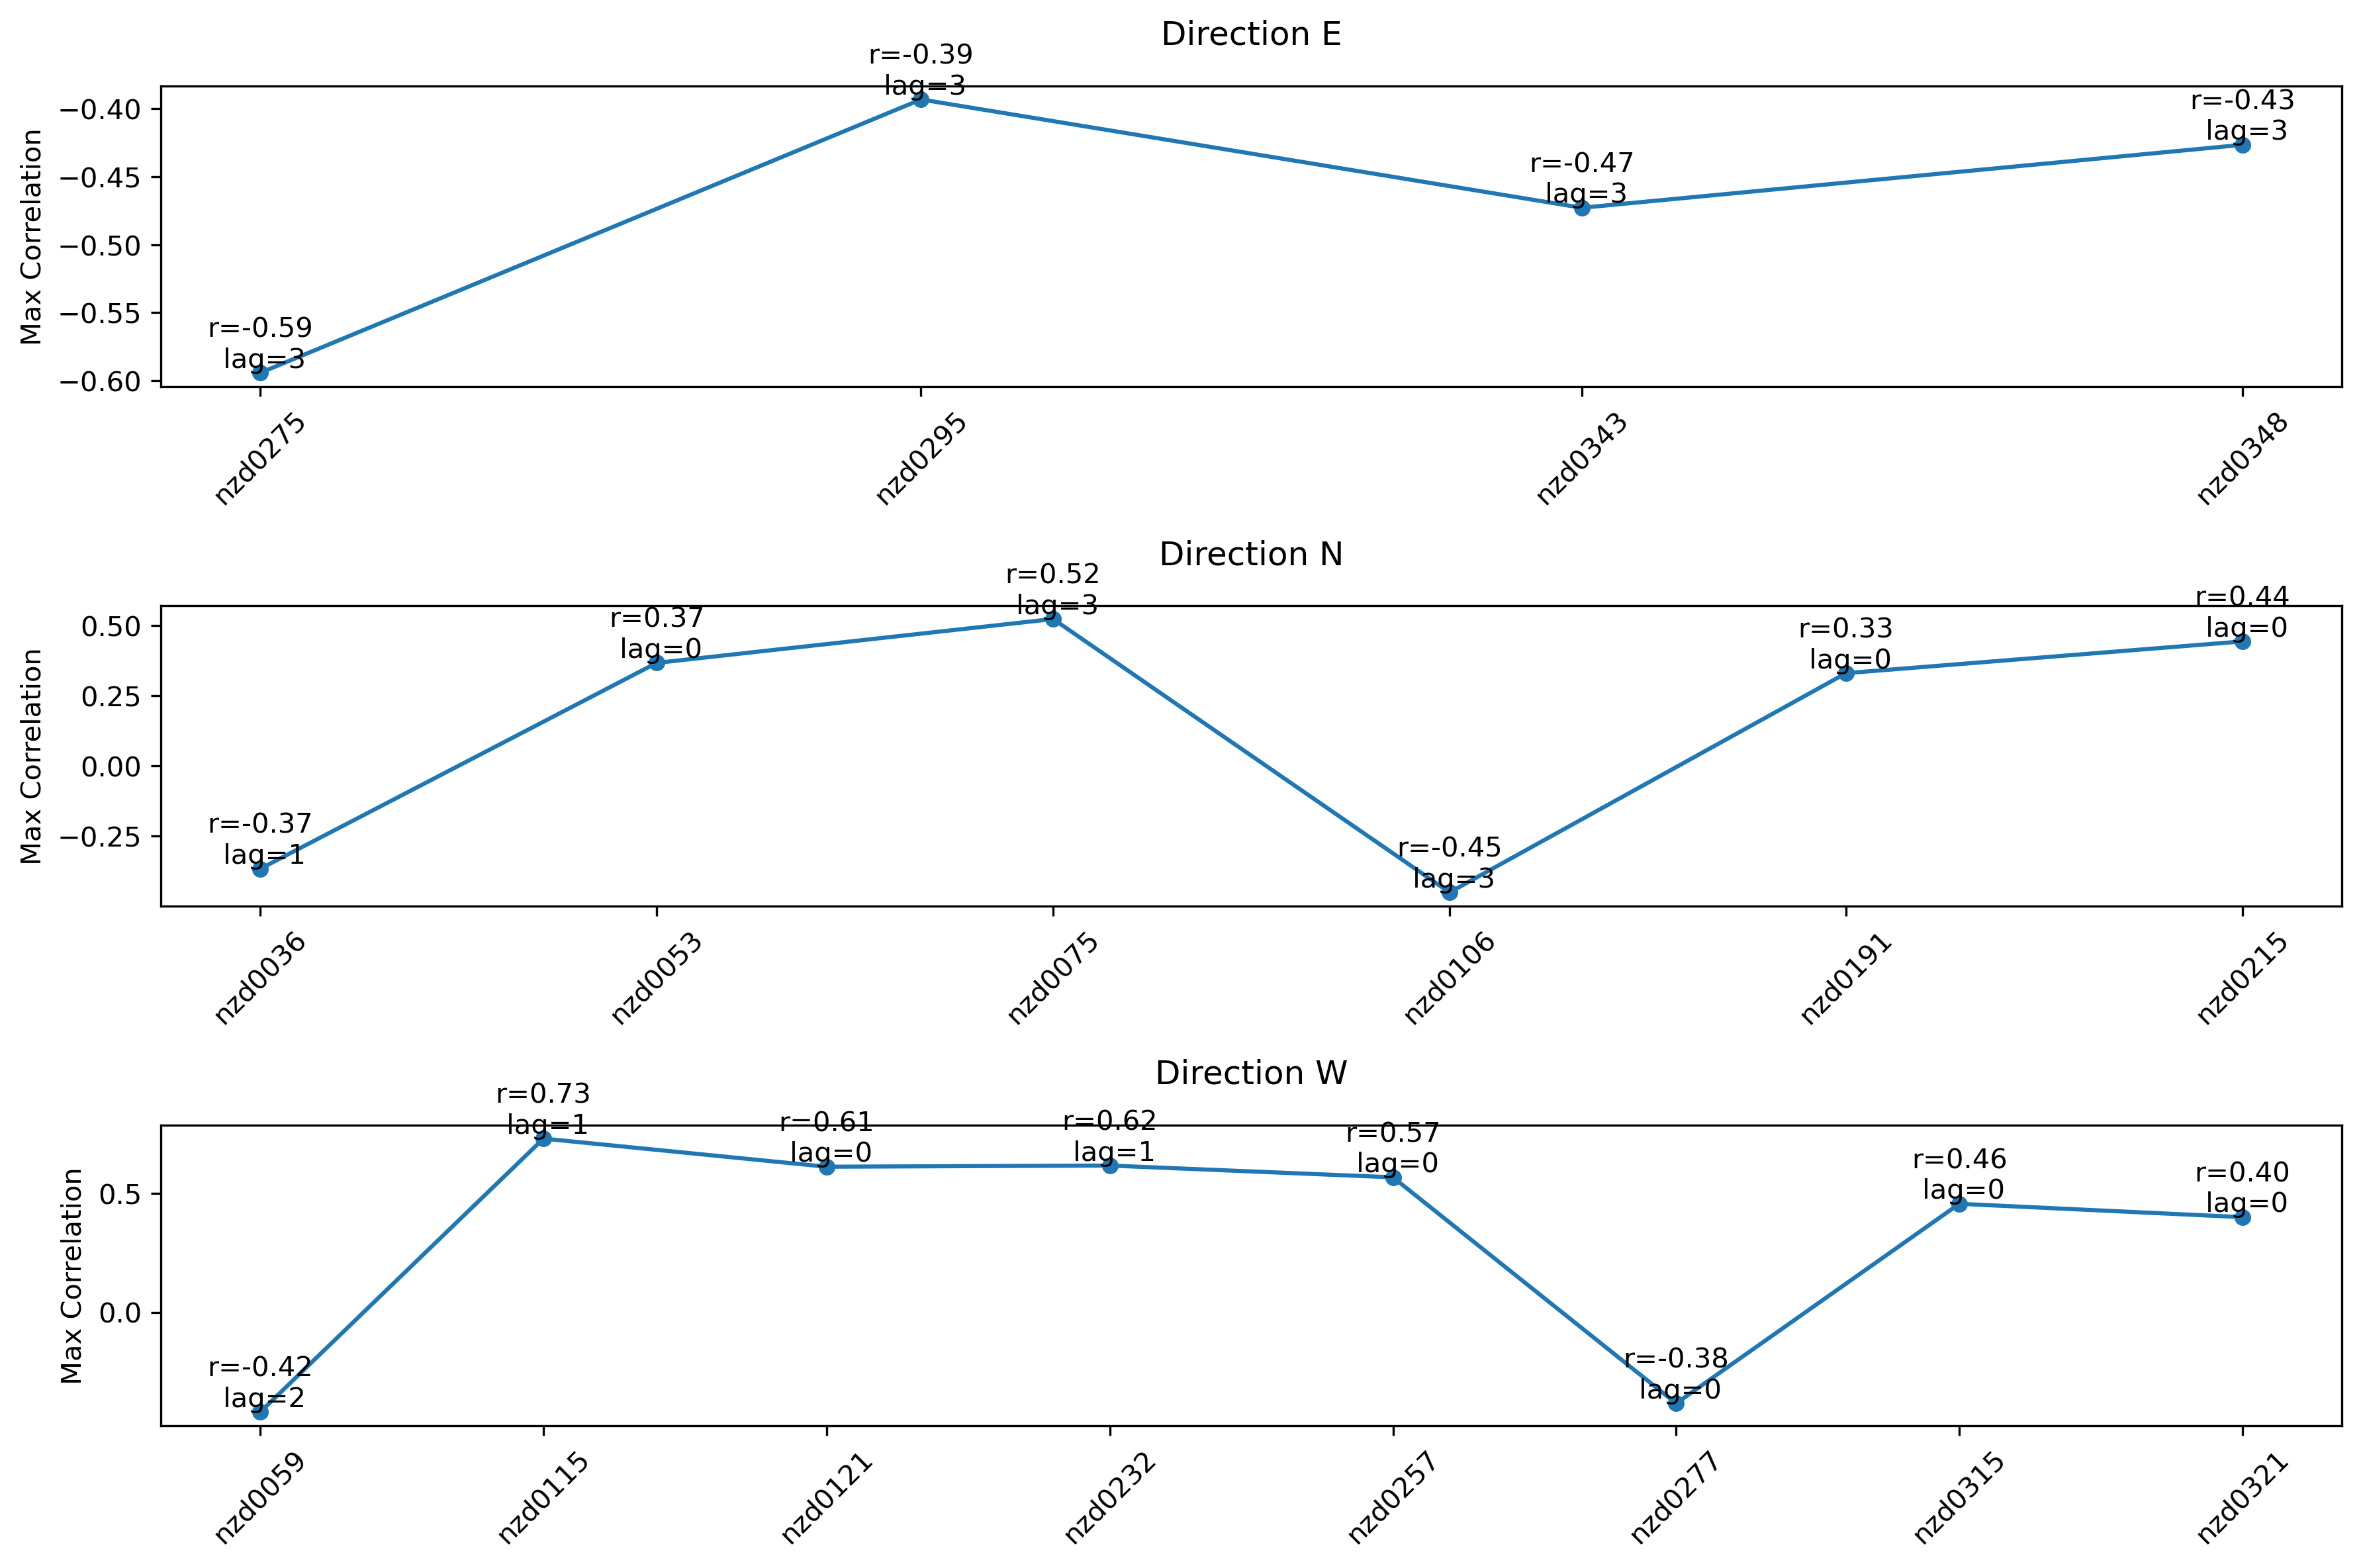 Direction E
r=-0.39
lag=3
r=-0.43
lag=3
r=-0.47
lag=3
r=-0.59
lag=3
Max Correlation
−0.40
−0.45
−0.50
−0.55
−0.60
nzd0275
nzd0295
nzd0343
nzd0348
Direction N
r=0.52
lag=3
r=0.37
lag=0
r=0.44
lag=0
r=0.33
lag=0
r=-0.37
lag=1
r=-0.45
lag=3
Max Correlation
0.50
0.25
0.00
−0.25
nzd0036
nzd0053
nzd0075
nzd0106
nzd0191
nzd0215
Direction W
r=0.73
lag=1
r=0.61
lag=0
r=0.62
lag=1
r=0.57
lag=0
r=0.46
lag=0
r=0.40
lag=0
r=-0.42
lag=2
r=-0.38
lag=0
Max Correlation
0.5
0.0
nzd0059
nzd0115
nzd0121
nzd0232
nzd0257
nzd0277
nzd0315
nzd0321